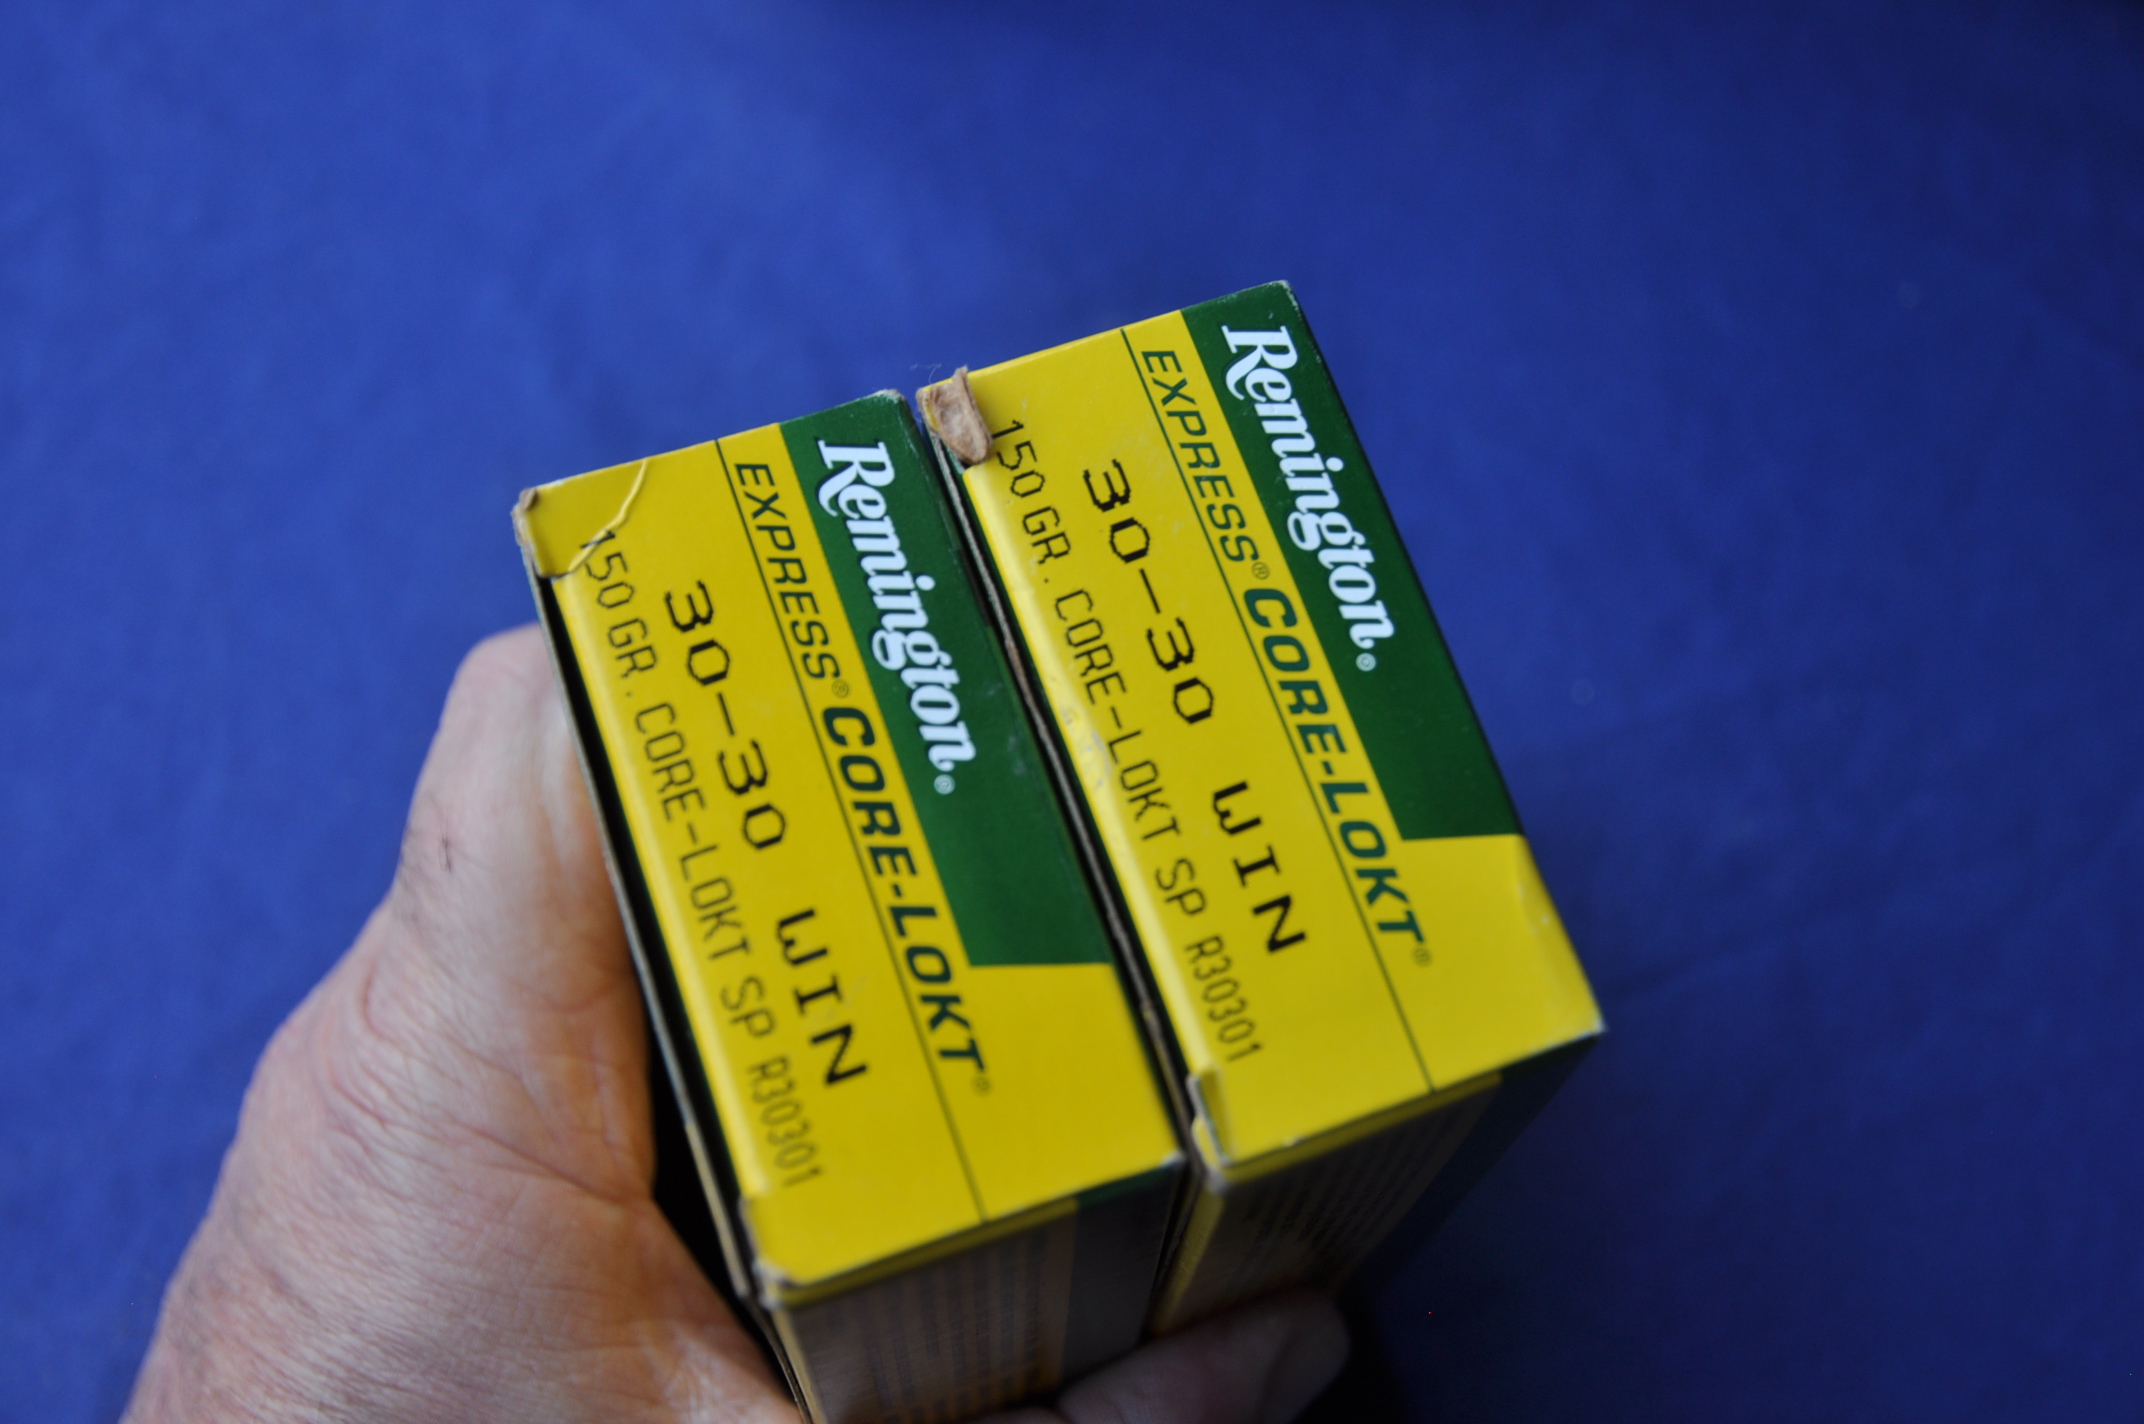 Remington®
EXPRESS® CORE-LOKT®
30-30 WIN
150 GR. CORE-LOKT SP R30301
Remington®
EXPRESS® CORE-LOKT®
30-30 WIN
150 GR. CORE-LOKT SP R30301